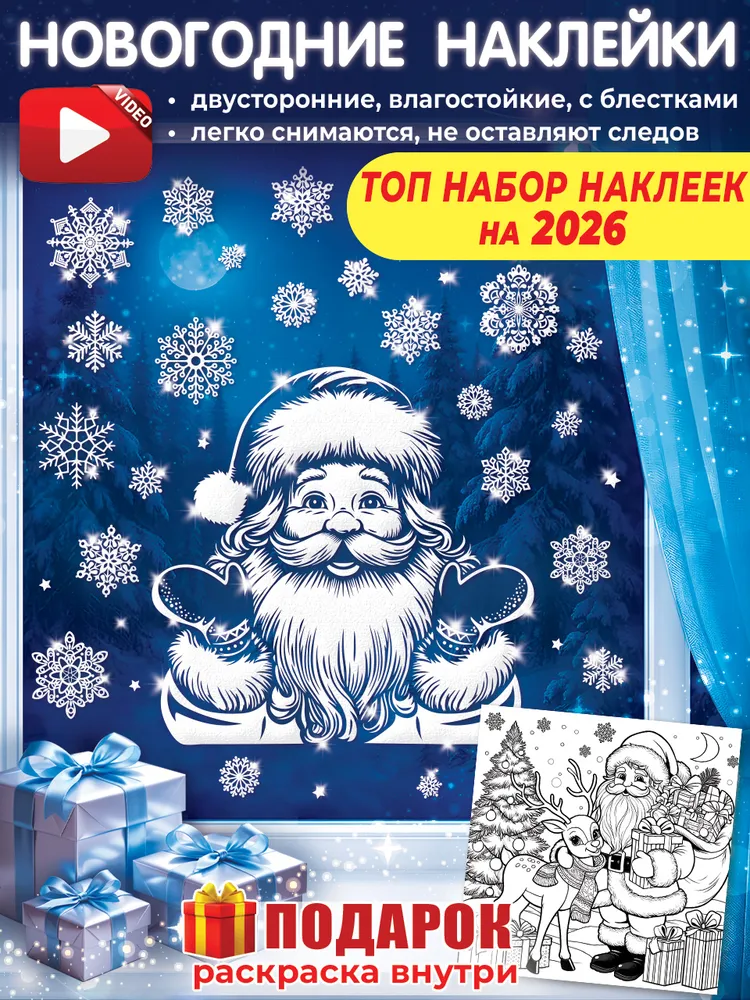 НОВОГОДНИЕ НАКЛЕЙКИ
VIDEO
• двусторонние, влагостойкие, с блестками
• легко снимаются, не оставляют следов
ТОП НАБОР НАКЛЕЕК
НА 2026
ПОДАРОК
раскраска внутри